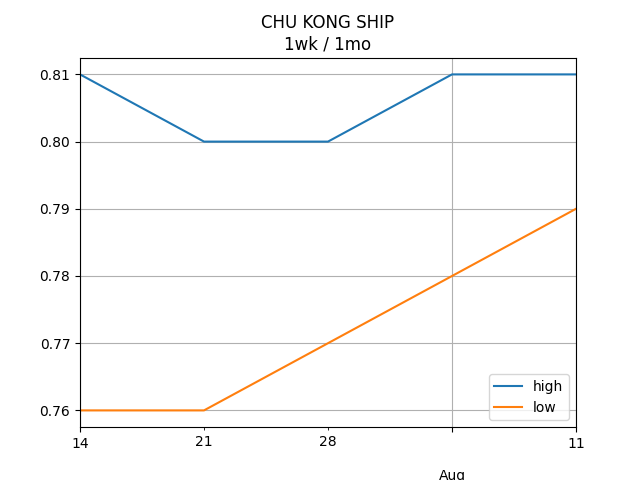 CHU KONG SHIP
1wk / 1mo
0.81
0.80
0.79
0.78
0.77
0.76
high
low
14 21 28 11
Aug